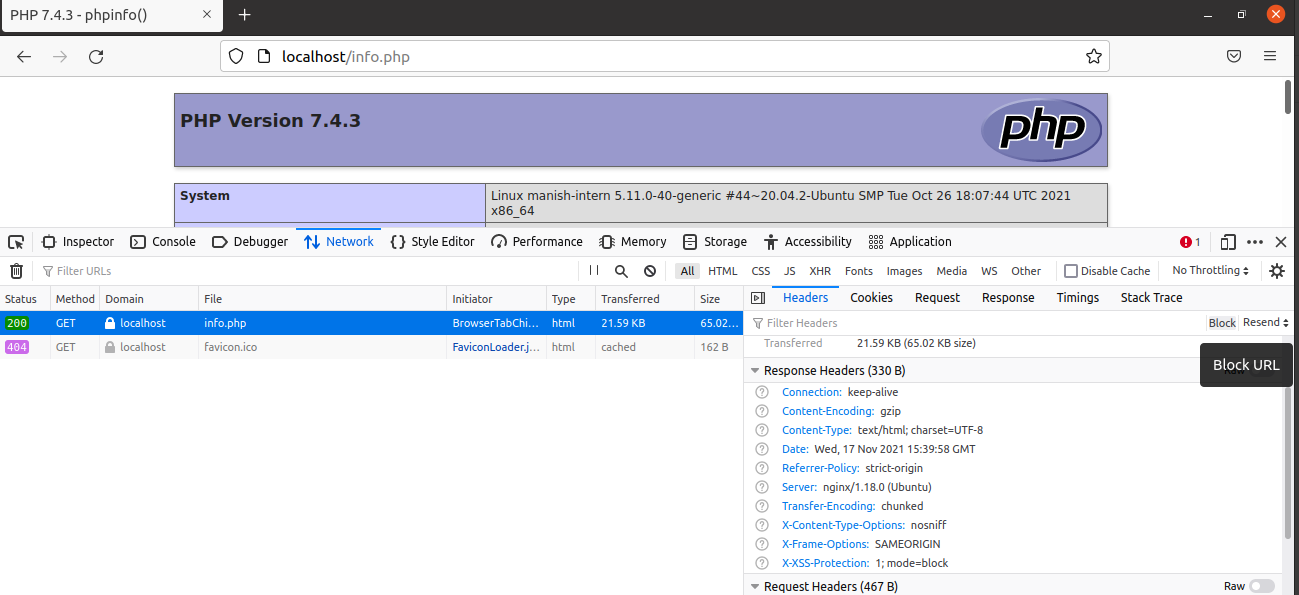 PHP 7.4.3 - phpinfo()
localhost/info.php
PHP Version 7.4.3
php
System
Linux manish-intern 5.11.0-40-generic #44~20.04.2-Ubuntu SMP Tue Oct 26 18:07:44 UTC 2021
x86_64
Inspector Console Debugger Network Style Editor Performance Memory Storage Accessibility Application 1
Filter URLs All HTML CSS JS XHR Fonts Images Media WS Other Disable Cache No Throttling
Status Method Domain File Initiator Type Transferred Size
200 GET localhost info.php BrowserTabChi... html 21.59 KB 65.02...
404 GET localhost favicon.ico FaviconLoader.j... html cached 162 B
Headers Cookies Request Response Timings Stack Trace
Filter Headers Block Resend
Transferred 21.59 KB (65.02 KB size)
Block URL
Response Headers (330 B)
Connection: keep-alive
Content-Encoding: gzip
Content-Type: text/html; charset=UTF-8
Date: Wed, 17 Nov 2021 15:39:58 GMT
Referrer-Policy: strict-origin
Server: nginx/1.18.0 (Ubuntu)
Transfer-Encoding: chunked
X-Content-Type-Options: nosniff
X-Frame-Options: SAMEORIGIN
X-XSS-Protection: 1; mode=block
Request Headers (467 B) Raw